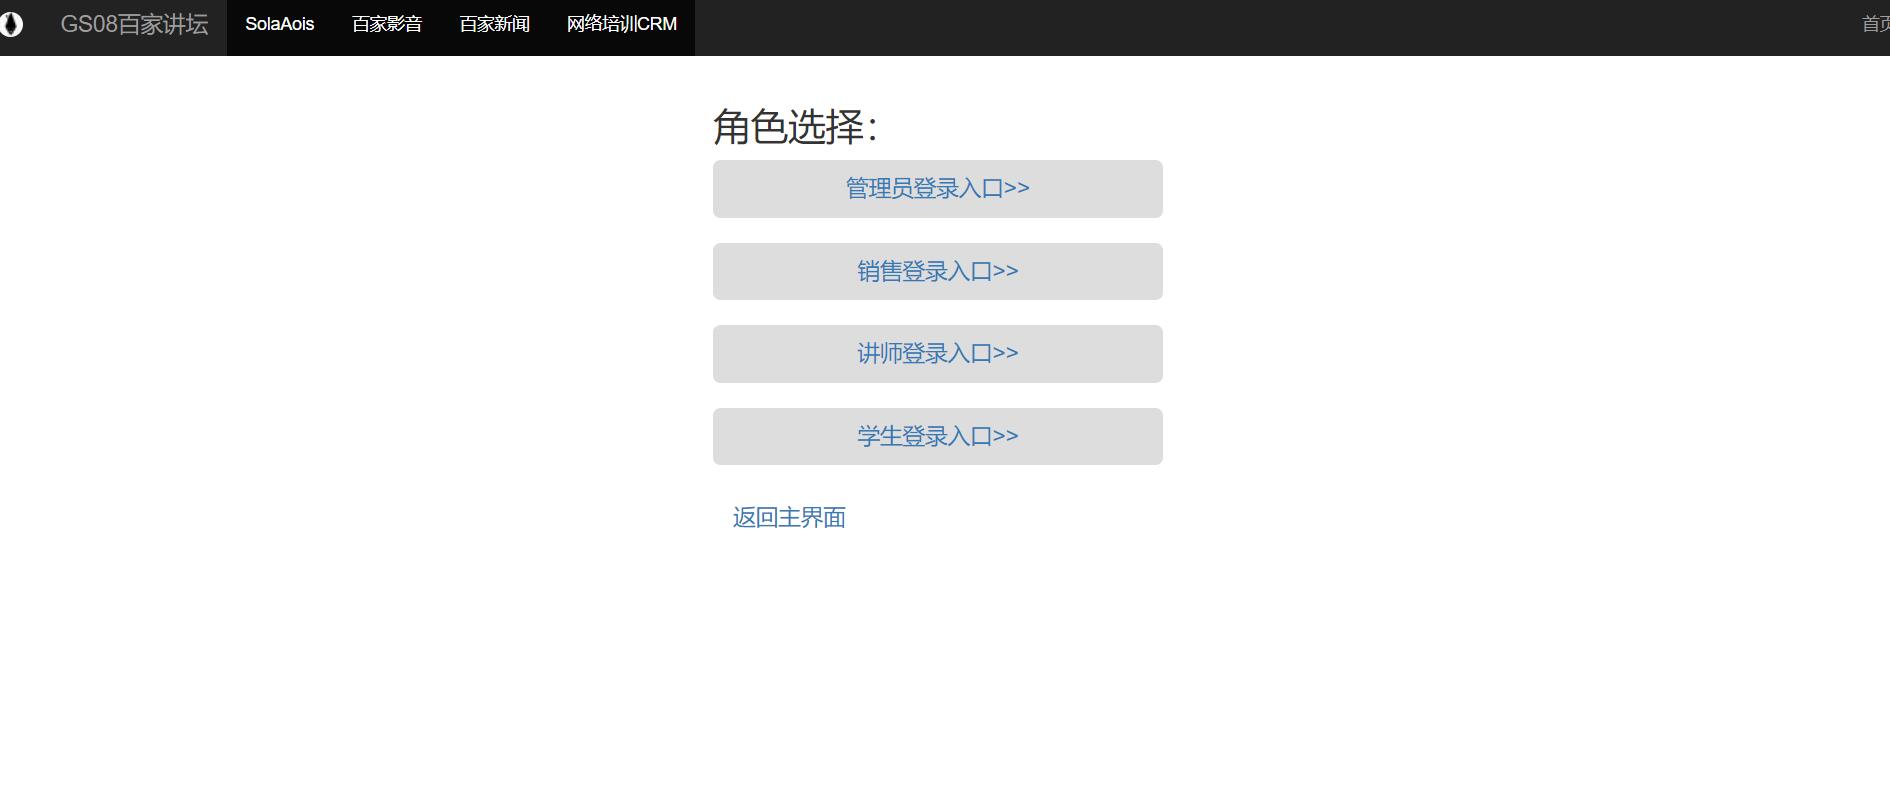 GS08百家讲坛 SolaAois 百家影音 百家新闻 网络培训CRM 首页
角色选择：
管理员登录入口>>
销售登录入口>>
讲师登录入口>>
学生登录入口>>
返回主界面